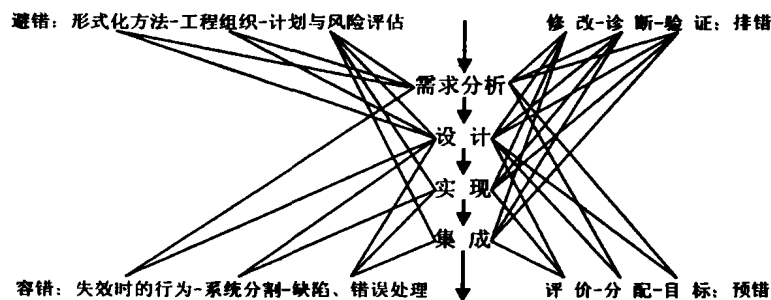 避错：形式化方法-工程组织-计划与风险评估
修 改-诊 断-验 证：排错
需求分析
设 计
实 现
集 成
容错：失效时的行为-系统分割-缺陷、错误处理
评 价-分 配-目 标：预错